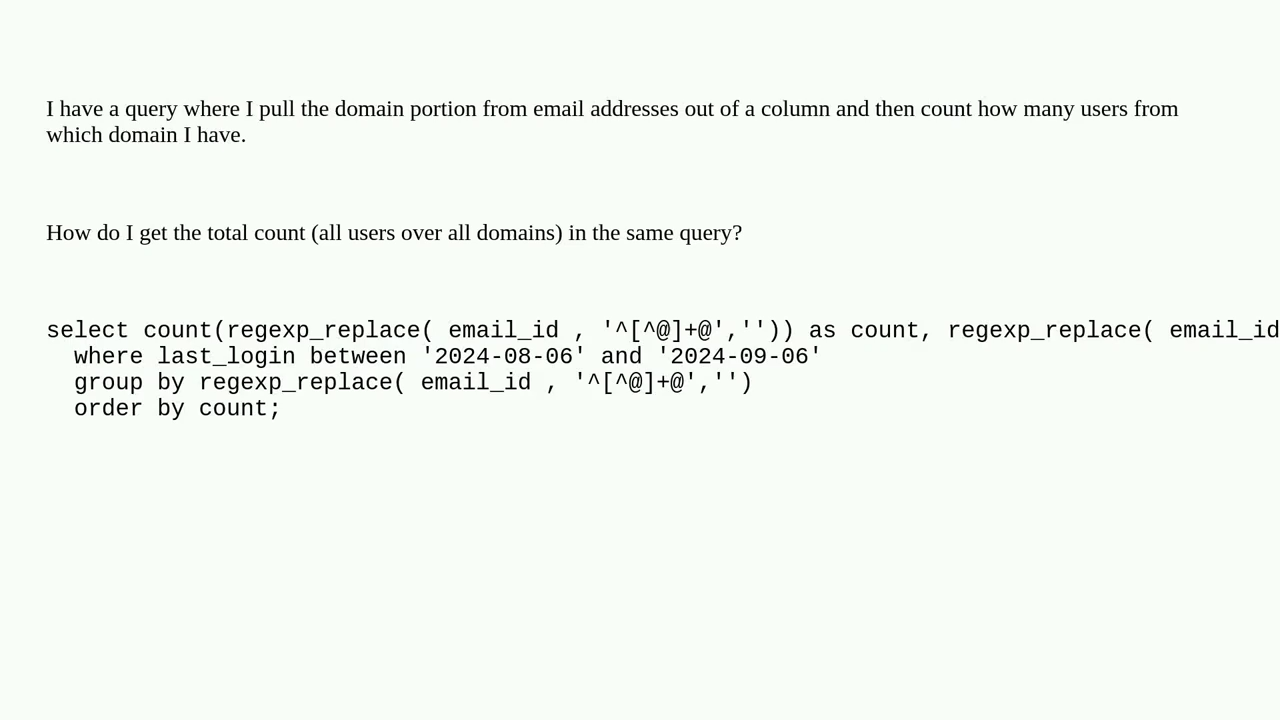 I have a query where I pull the domain portion from email addresses out of a column and then count how many users from
which domain I have.
How do I get the total count (all users over all domains) in the same query?
select count(regexp_replace( email_id , '^[^@]+@','')) as count, regexp_replace( email_id
where last_login between '2024-08-06' and '2024-09-06'
group by regexp_replace( email_id , '^[^@]+@','')
order by count;